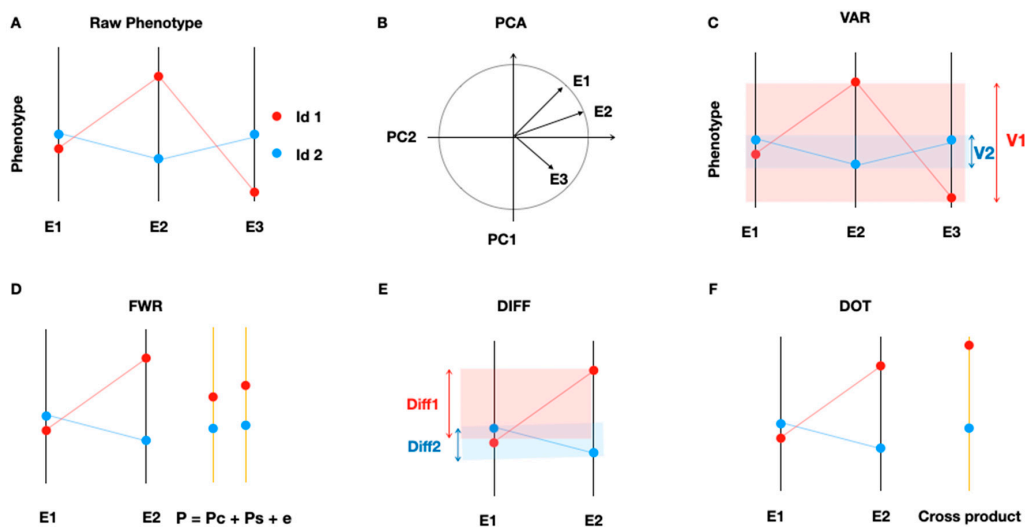 A
Raw Phenotype
Phenotype
Id 1
Id 2
E1
E2
E3
B
PCA
E1
E2
E3
PC2
PC1
C
VAR
Phenotype
V2
V1
E1
E2
E3
D
FWR
E1
E2
P = Pc + Ps + e
E
DIFF
Diff1
Diff2
E1
E2
F
DOT
E1
E2
Cross product